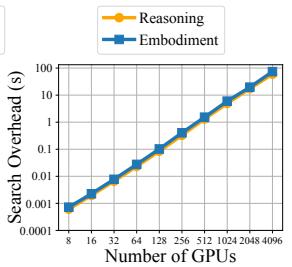 Reasoning
Embodiment
Search Overhead (s)
100
10
1
0.1
0.01
0.001
0.0001
8 16 32 64 128 256 512 1024 2048 4096
Number of GPUs